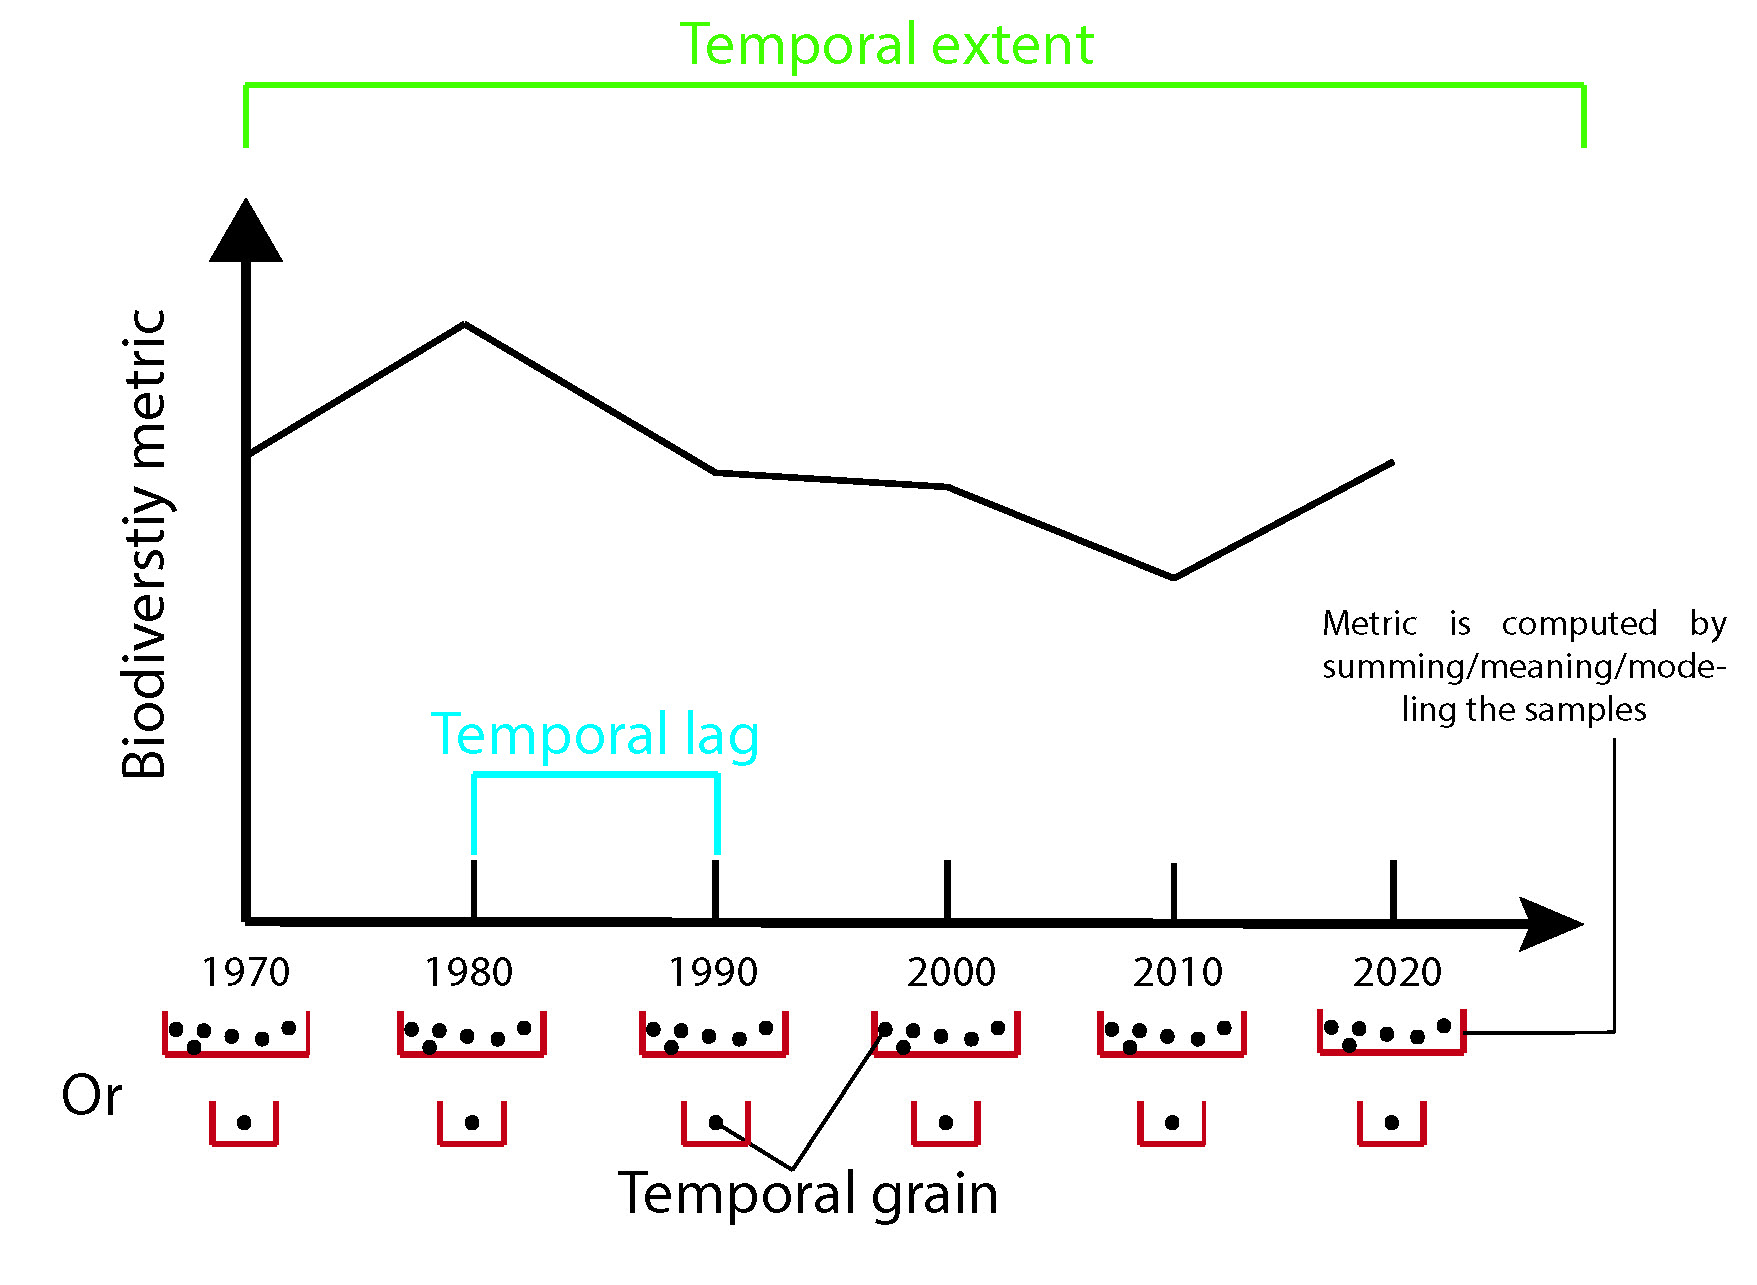 Temporal extent
Biodiverstiy metric
Metric is computed by
summing/meaning/mode-
ling the samples
Temporal lag
1970 1980 1990 2000 2010 2020
Or
Temporal grain